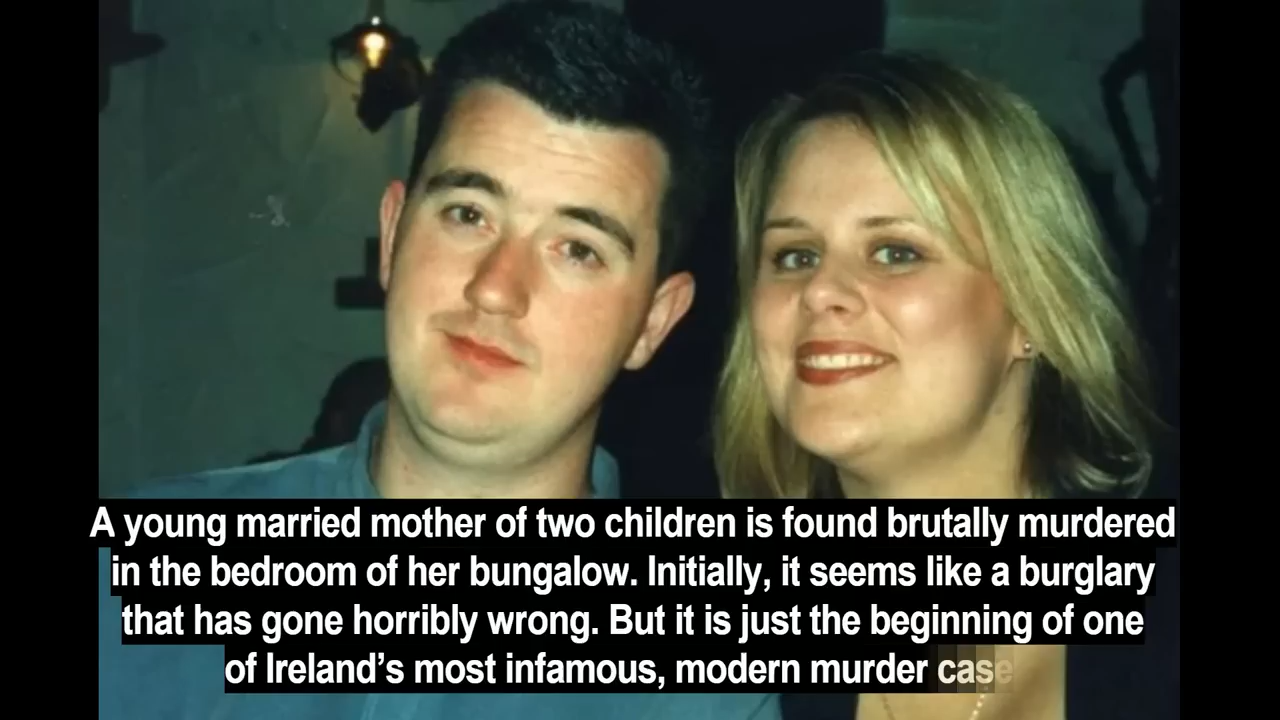 A young married mother of two children is found brutally murdered
in the bedroom of her bungalow. Initially, it seems like a burglary
that has gone horribly wrong. But it is just the beginning of one
of Ireland’s most infamous, modern murder case